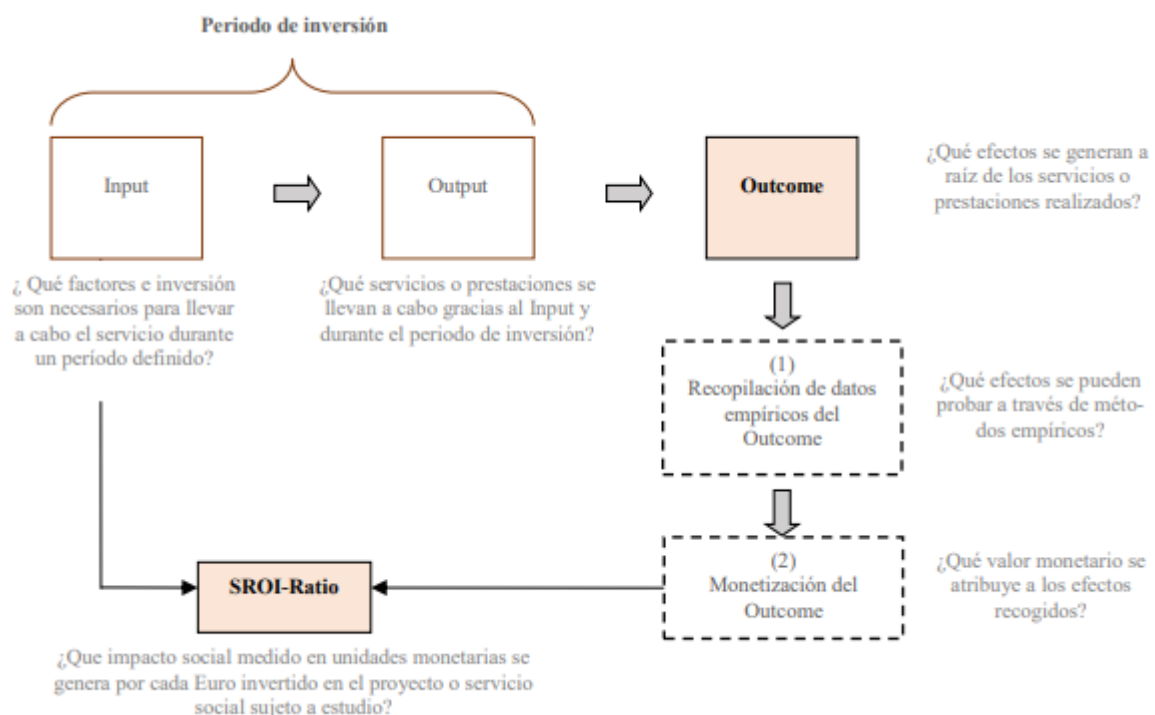 Periodo de inversión
Input
Output
Outcome
¿Qué efectos se generan a
raíz de los servicios o
prestaciones realizados?
¿ Qué factores e inversión
son necesarios para llevar
a cabo el servicio durante
un período definido?
¿Qué servicios o prestaciones se
llevan a cabo gracias al Input y
durante el periodo de inversión?
(1)
Recopilación de datos
empíricos del
Outcome
¿Qué efectos se pueden
probar a través de méto-
dos empíricos?
(2)
Monetización del
Outcome
¿Qué valor monetario se
atribuye a los efectos
recogidos?
SROI-Ratio
¿Que impacto social medido en unidades monetarias se
genera por cada Euro invertido en el proyecto o servicio
social sujeto a estudio?